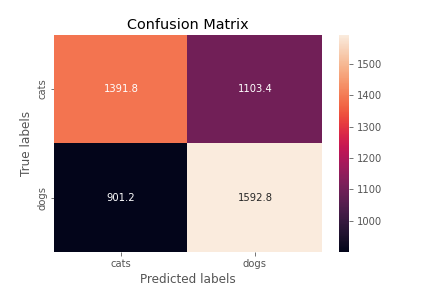 Confusion Matrix
True labels
cats
1391.8
1103.4
dogs
901.2
1592.8
cats
dogs
Predicted labels
1500
1400
1300
1200
1100
1000